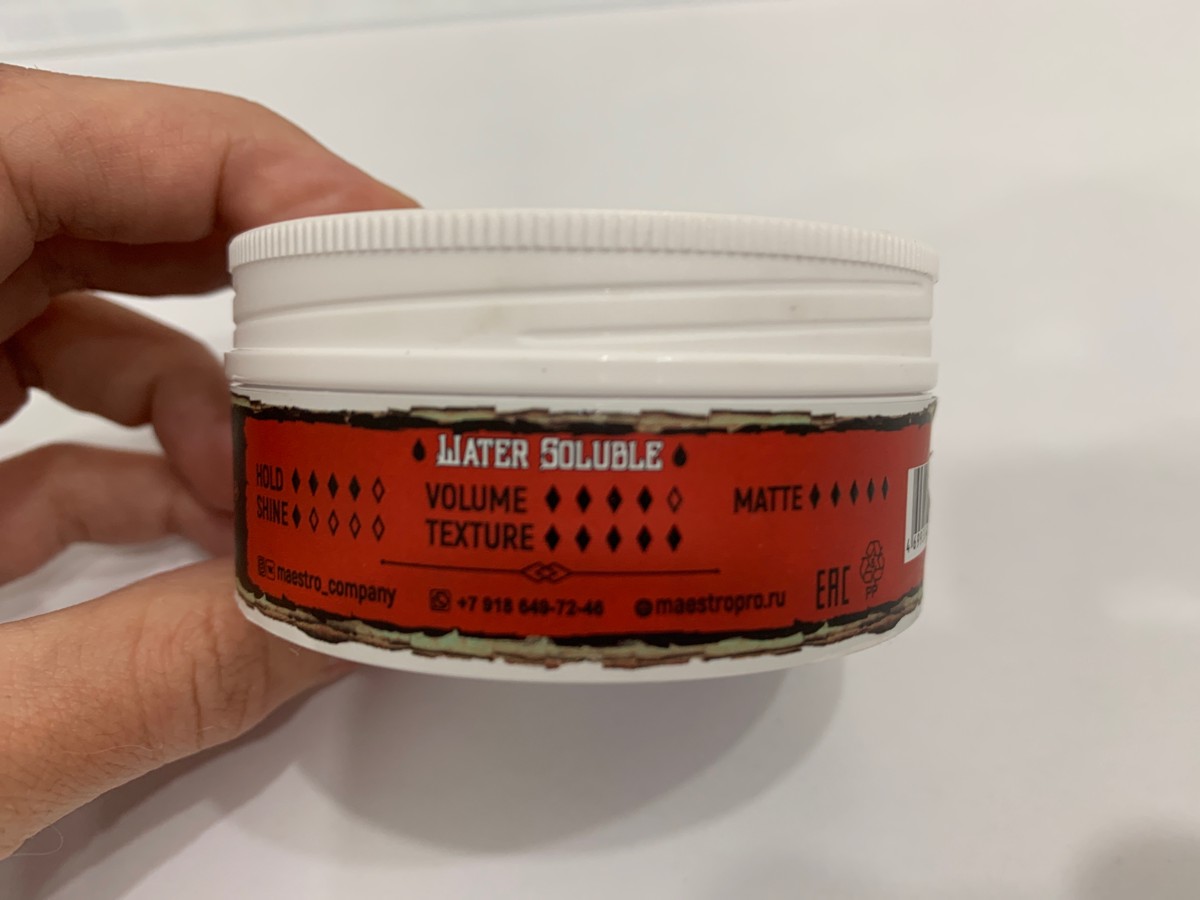 WATER SOLUBLE
HOLD
SHINE
VOLUME
TEXTURE
MATTE
maestro_company
+7 918 649-72-46
maestropro.ru
EAC
PP